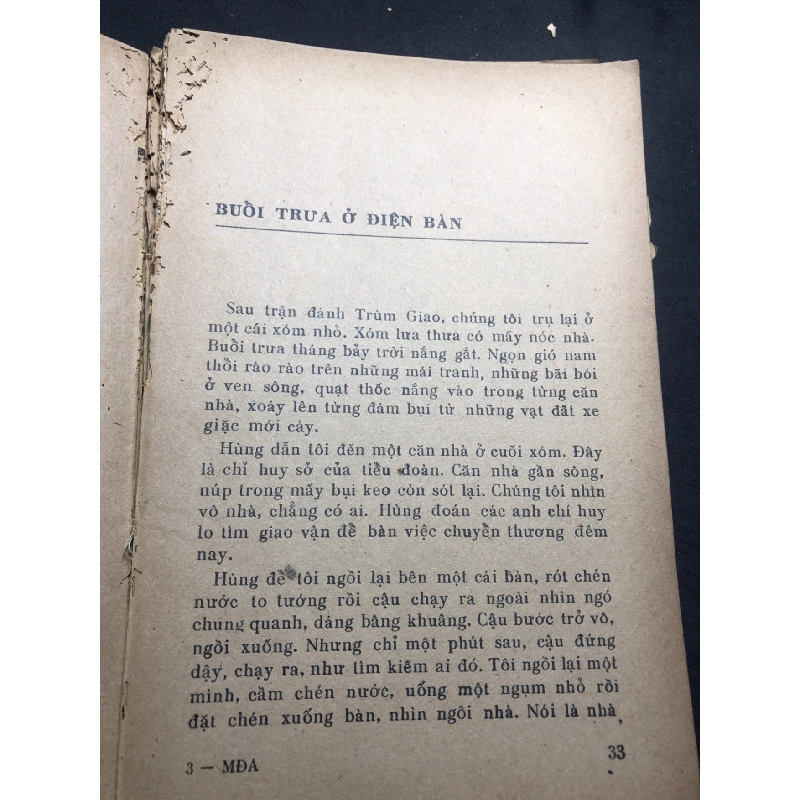 BUỔI TRƯA Ở ĐIỆN BÀN
Sau trận đánh Trùm Giao, chúng tôi trụ lại ở
một cái xóm nhỏ. Xóm lưa thưa có mấy nóc nhà.
Buổi trưa tháng bảy trời nắng gắt. Ngọn gió nam
thổi rào rào trên những mái tranh, những bãi bói
ở ven sông, quạt thốc nắng vào trong từng căn
nhà, xoáy lên từng đám bụi từ những vạt đất xe
giặc mới cày.
Hùng dẫn tôi đến một căn nhà ở cuối xóm. Đây
là chỉ huy sở của tiểu đoàn. Căn nhà gần sông,
núp trong mấy bụi keo còn sót lại. Chúng tôi nhìn
vô nhà, chẳng có ai. Hùng đoán các anh chỉ huy
lo tìm giao vận để bàn việc chuyển thương đêm
nay.
Hùng để tôi ngồi lại bên một cái bàn, rót chén
nước to tướng rồi cậu chạy ra ngoài nhìn ngó
chung quanh, dáng bâng khuâng. Cậu bước trở vô,
ngồi xuống. Nhưng chỉ một phút sau, cậu đứng
dậy, chạy ra, như tìm kiếm ai đó. Tôi ngồi lại một
mình, cầm chén nước, uống một ngụm nhỏ rồi
đặt chén xuống bàn, nhìn ngôi nhà. Nói là nhà
3 — MĐA
33